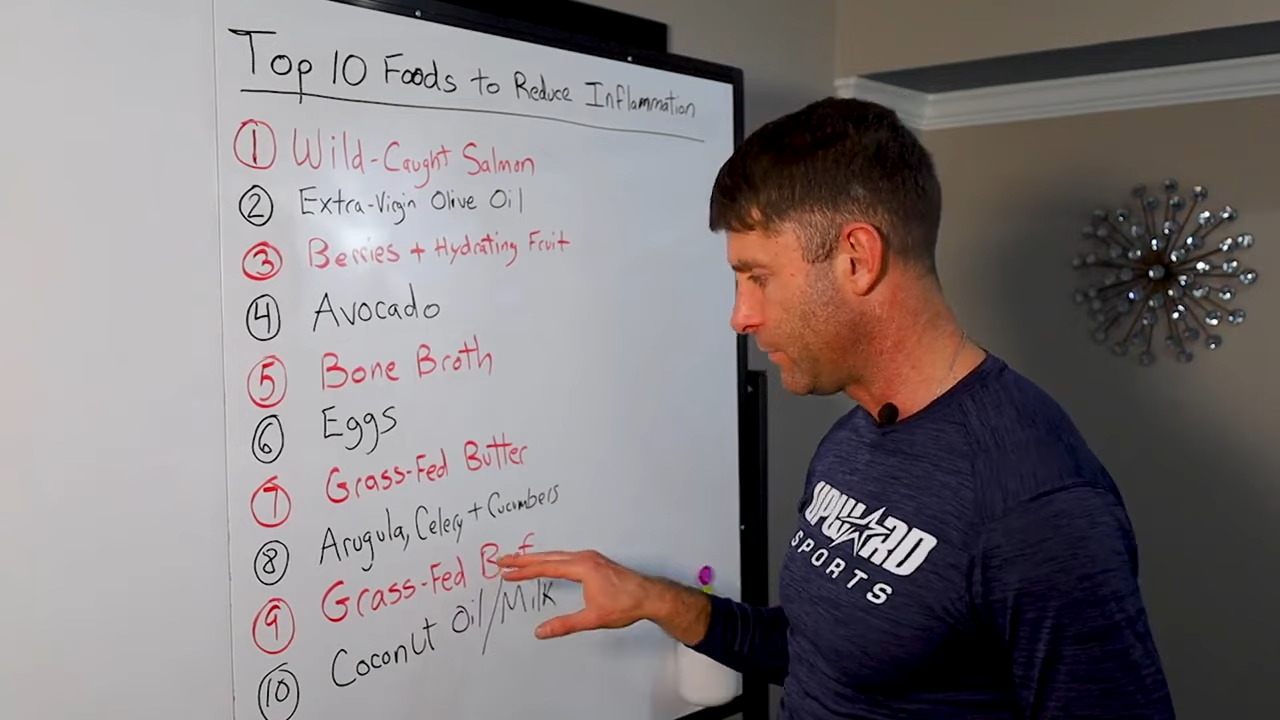 Top 10 Foods to Reduce Inflammation
1 Wild-Caught Salmon
2 Extra-Virgin Olive Oil
3 Berries + Hydrating Fruit
4 Avocado
5 Bone Broth
6 Eggs
7 Grass-Fed Butter
8 Arugula, Celery + Cucumbers
9 Grass-Fed
10 Coconut Oil/Milk
UPWARD
SPORTS